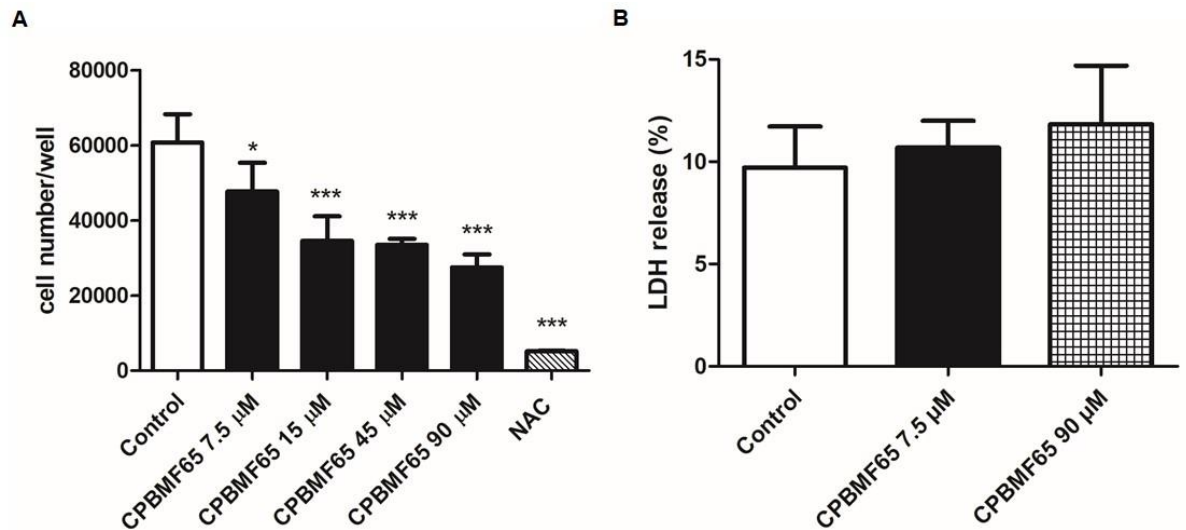 A
cell number/well
80000
60000
40000
20000
0
*
***
***
***
***
Control
CPBMF65 7.5 μM
CPBMF65 15 μM
CPBMF65 45 μM
CPBMF65 90 μM
NAC
B
LDH release (%)
15
10
5
0
Control
CPBMF65 7.5 μM
CPBMF65 90 μM